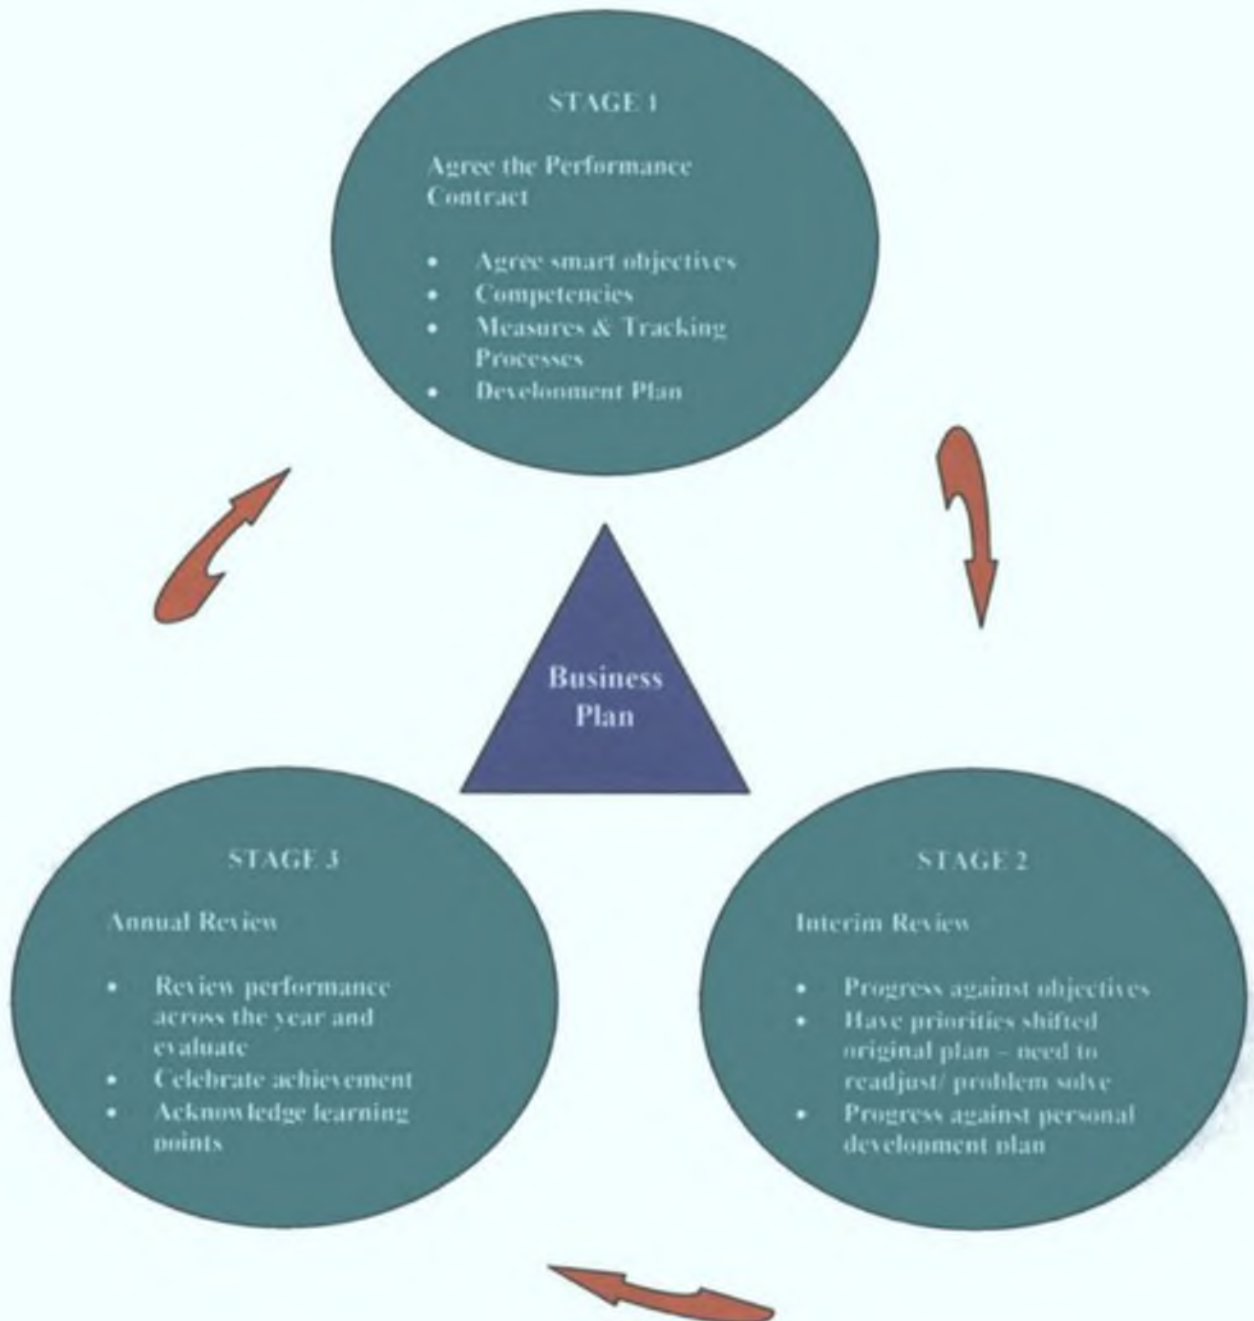 STAGE 1
Agree the Performance
Contract
• Agree smart objectives
• Competencies
• Measures & Tracking
Processes
• Development Plan
Business
Plan
STAGE 2
Interim Review
• Progress against objectives
• Have priorities shifted
original plan – need to
readjust/ problem solve
• Progress against personal
development plan
STAGE 3
Annual Review
• Review performance
across the year and
evaluate
• Celebrate achievement
• Acknowledge learning
points